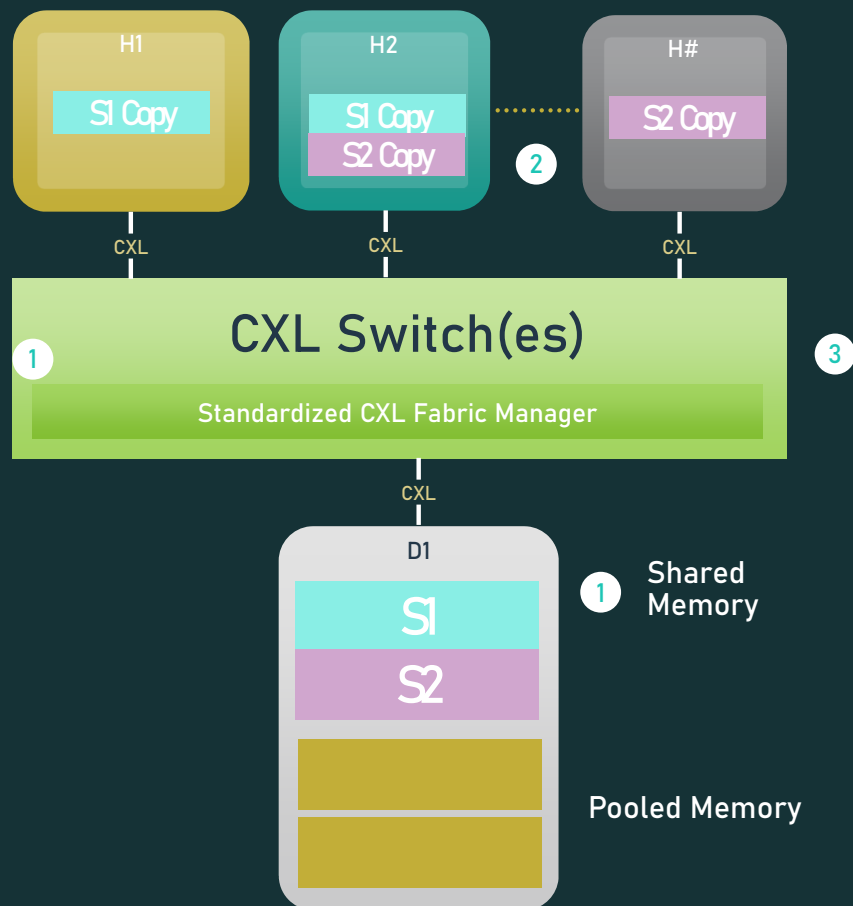 H1
H2
H#
S1 Copy
S1 Copy
S2 Copy
S2 Copy
2
CXL
CXL
CXL
CXL Switch(es)
1
3
Standardized CXL Fabric Manager
CXL
D1
S1
1
Shared
Memory
S2
Pooled Memory